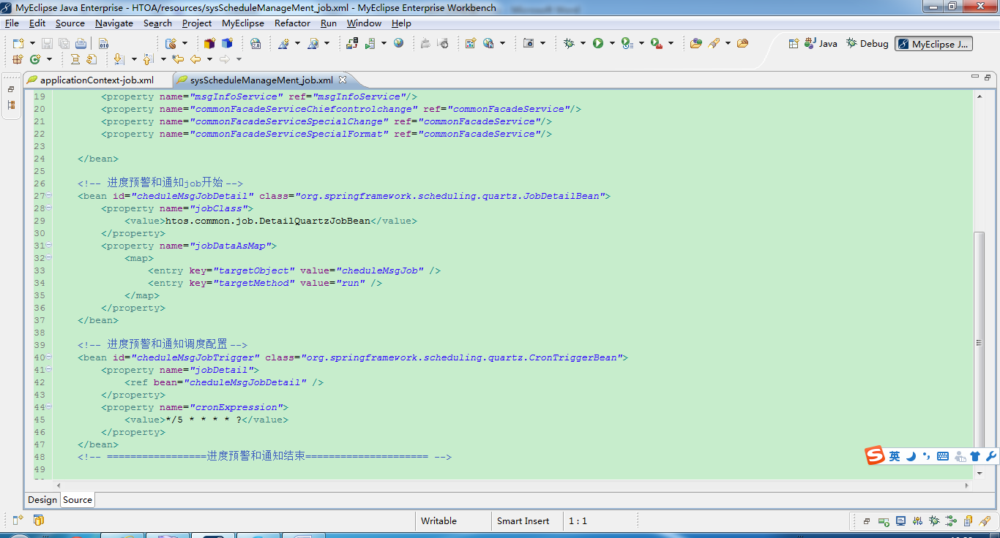 MyEclipse Java Enterprise - HTOA/resources/sysScheduleManageMent_job.xml - MyEclipse Enterprise Workbench
File Edit Source Navigate Search Project MyEclipse Refactor Run Window Help
Java Debug MyEclipse J...
applicationContext-job.xml sysScheduleManageMent_job.xml
19 <property name="msgInfoService" ref="msgInfoService"/>
20 <property name="commonFacadeServiceChiefcontrolchange" ref="commonFacadeService"/>
21 <property name="commonFacadeServiceSpecialChange" ref="commonFacadeService"/>
22 <property name="commonFacadeServiceSpecialFormat" ref="commonFacadeService"/>
23
24 </bean>
25
26 <!-- 进度预警和通知job开始 -->
27 <bean id="cheduleMsgJobDetail" class="org.springframework.scheduling.quartz.JobDetailBean">
28 <property name="jobClass">
29 <value>htos.common.job.DetailQuartzJobBean</value>
30 </property>
31 <property name="jobDataAsMap">
32 <map>
33 <entry key="targetObject" value="cheduleMsgJob" />
34 <entry key="targetMethod" value="run" />
35 </map>
36 </property>
37 </bean>
38
39 <!-- 进度预警和通知调度配置 -->
40 <bean id="cheduleMsgJobTrigger" class="org.springframework.scheduling.quartz.CronTriggerBean">
41 <property name="jobDetail">
42 <ref bean="cheduleMsgJobDetail" />
43 </property>
44 <property name="cronExpression">
45 <value>*/5 * * * * ?</value>
46 </property>
47 </bean>
48 <!-- =================进度预警和通知结束===================== -->
49
英
Design Source
Writable Smart Insert 1 : 1